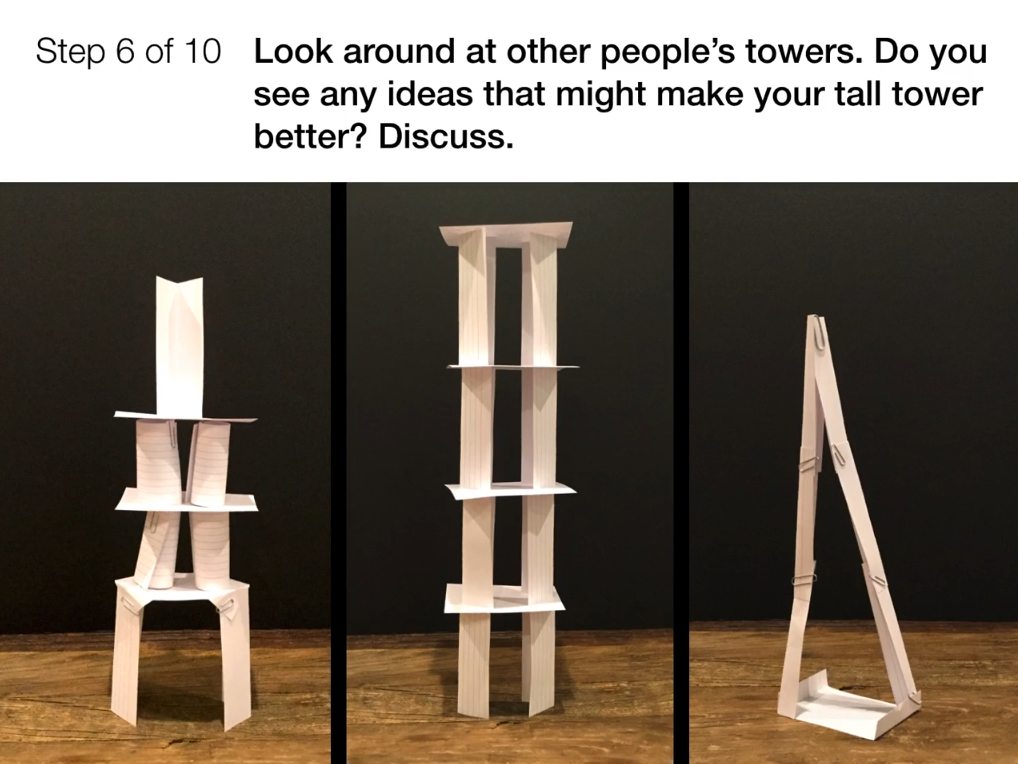 Step 6 of 10
Look around at other people’s towers. Do you
see any ideas that might make your tall tower
better? Discuss.